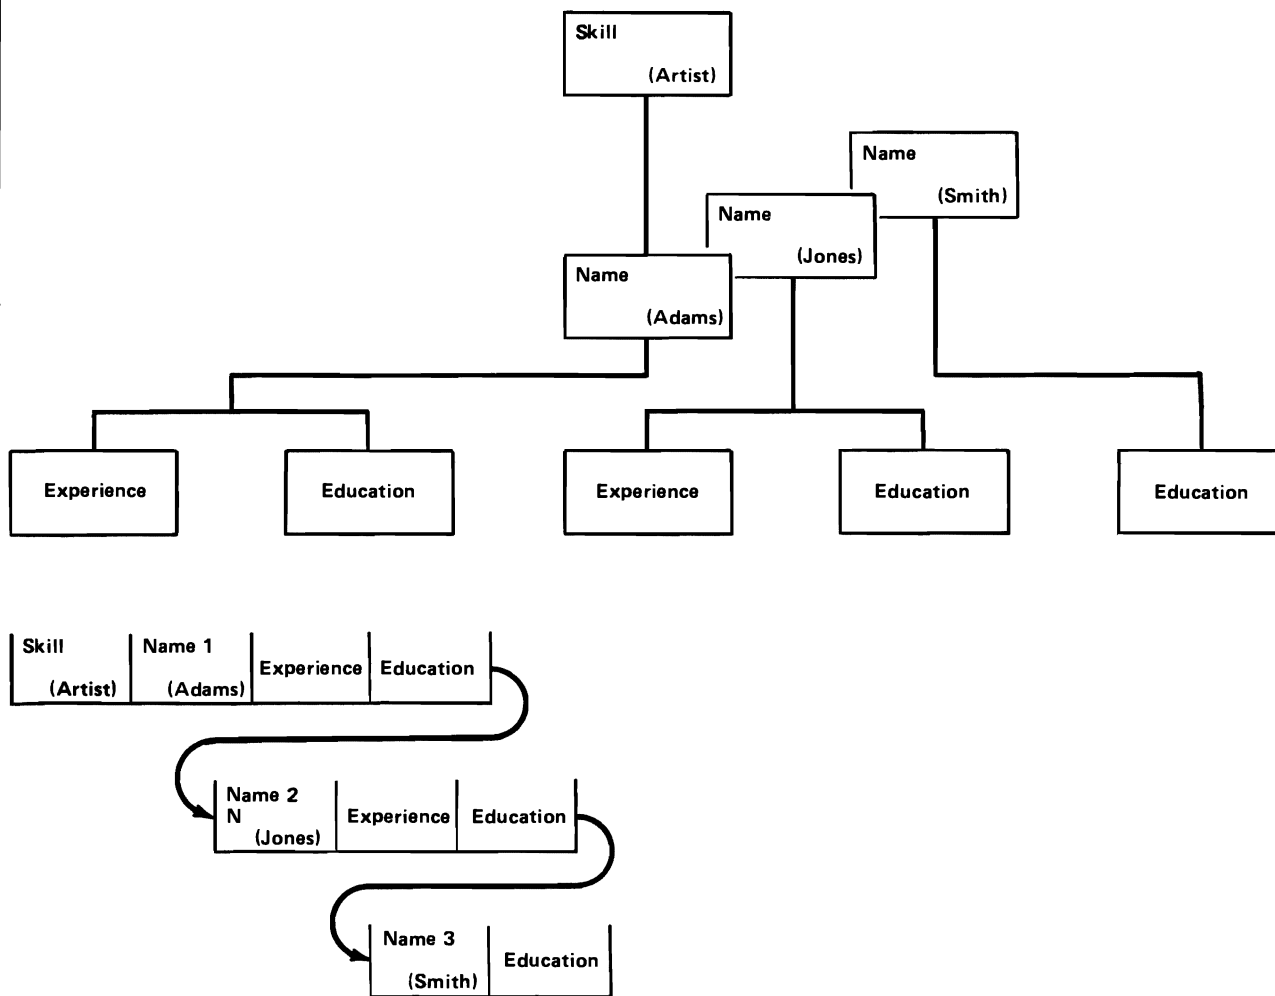 Skill
(Artist)
Name
(Smith)
Name
(Jones)
Name
(Adams)
Experience
Education
Experience
Education
Education
Skill
(Artist)
Name 1
(Adams)
Experience
Education
Name 2
N
(Jones)
Experience
Education
Name 3
(Smith)
Education